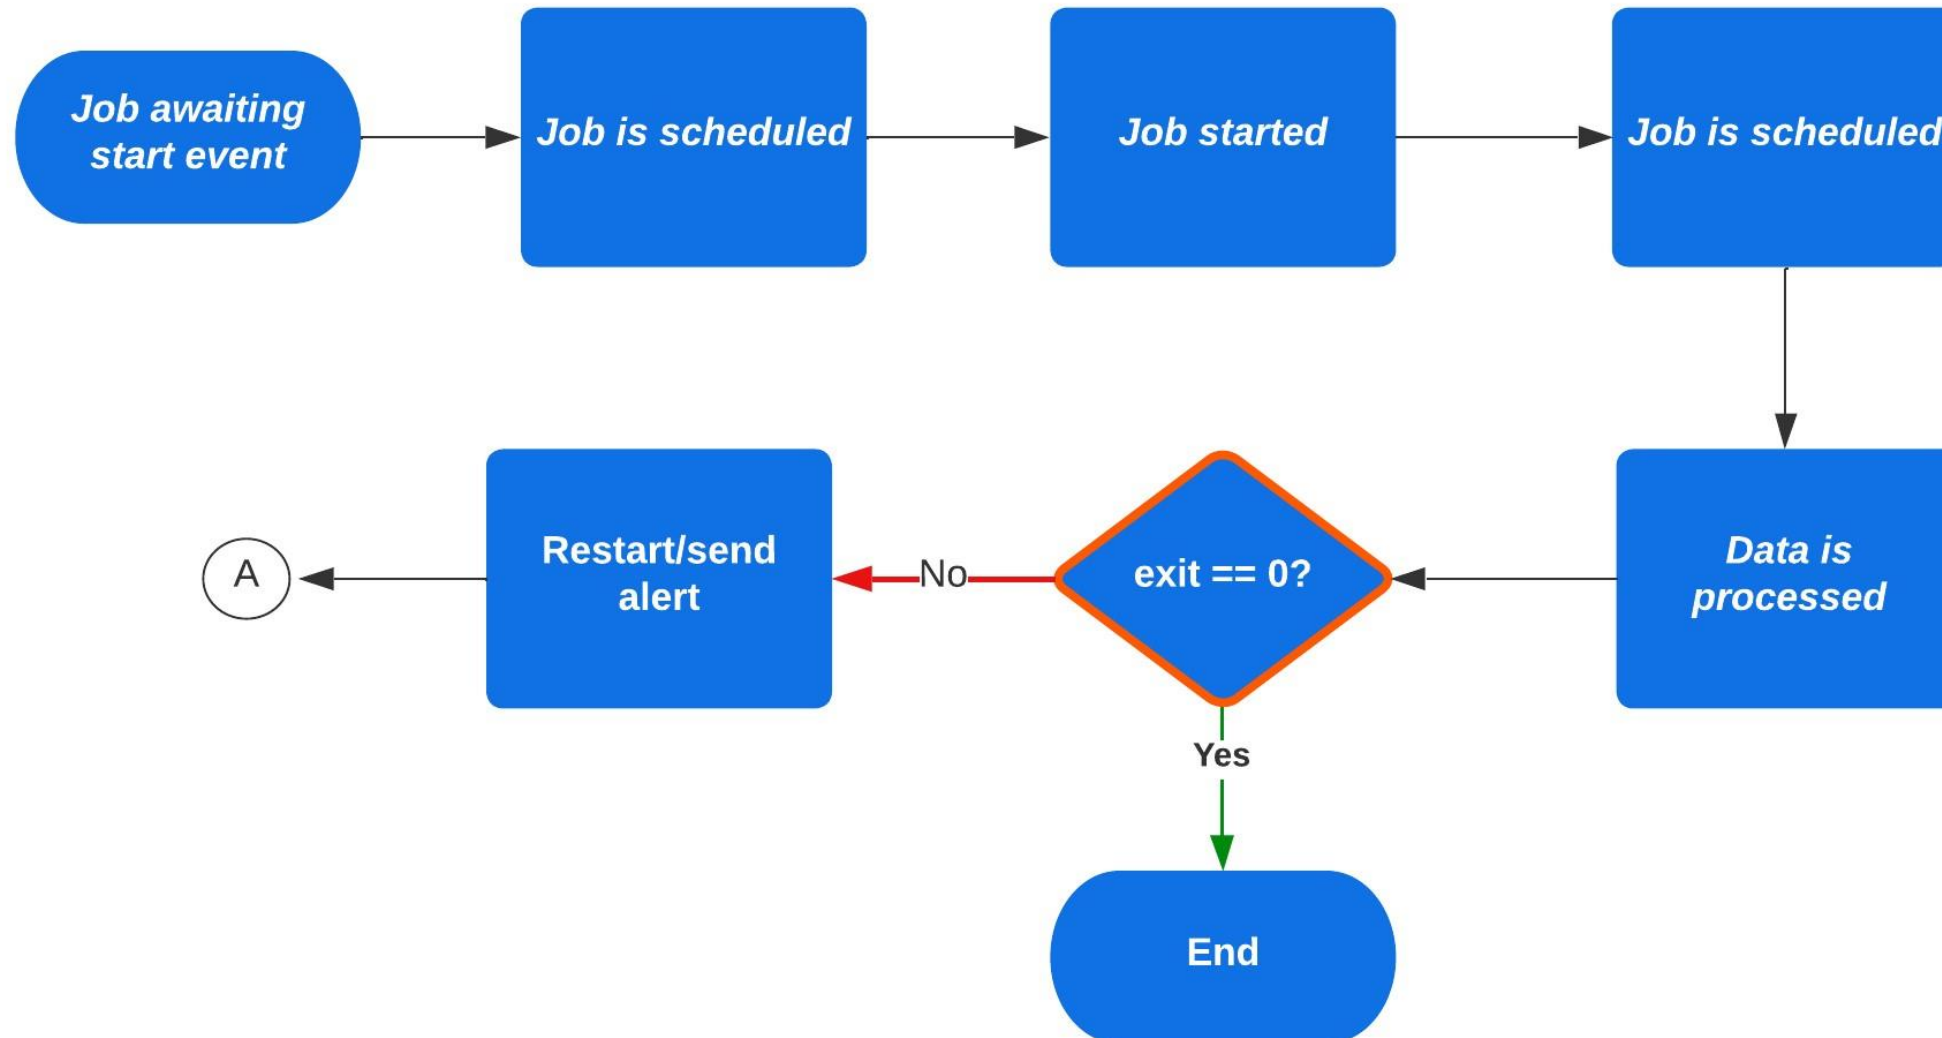 Job awaiting
start event
Job is scheduled
Job started
Job is scheduled
Data is
processed
exit == 0?
No
Restart/send
alert
A
Yes
End